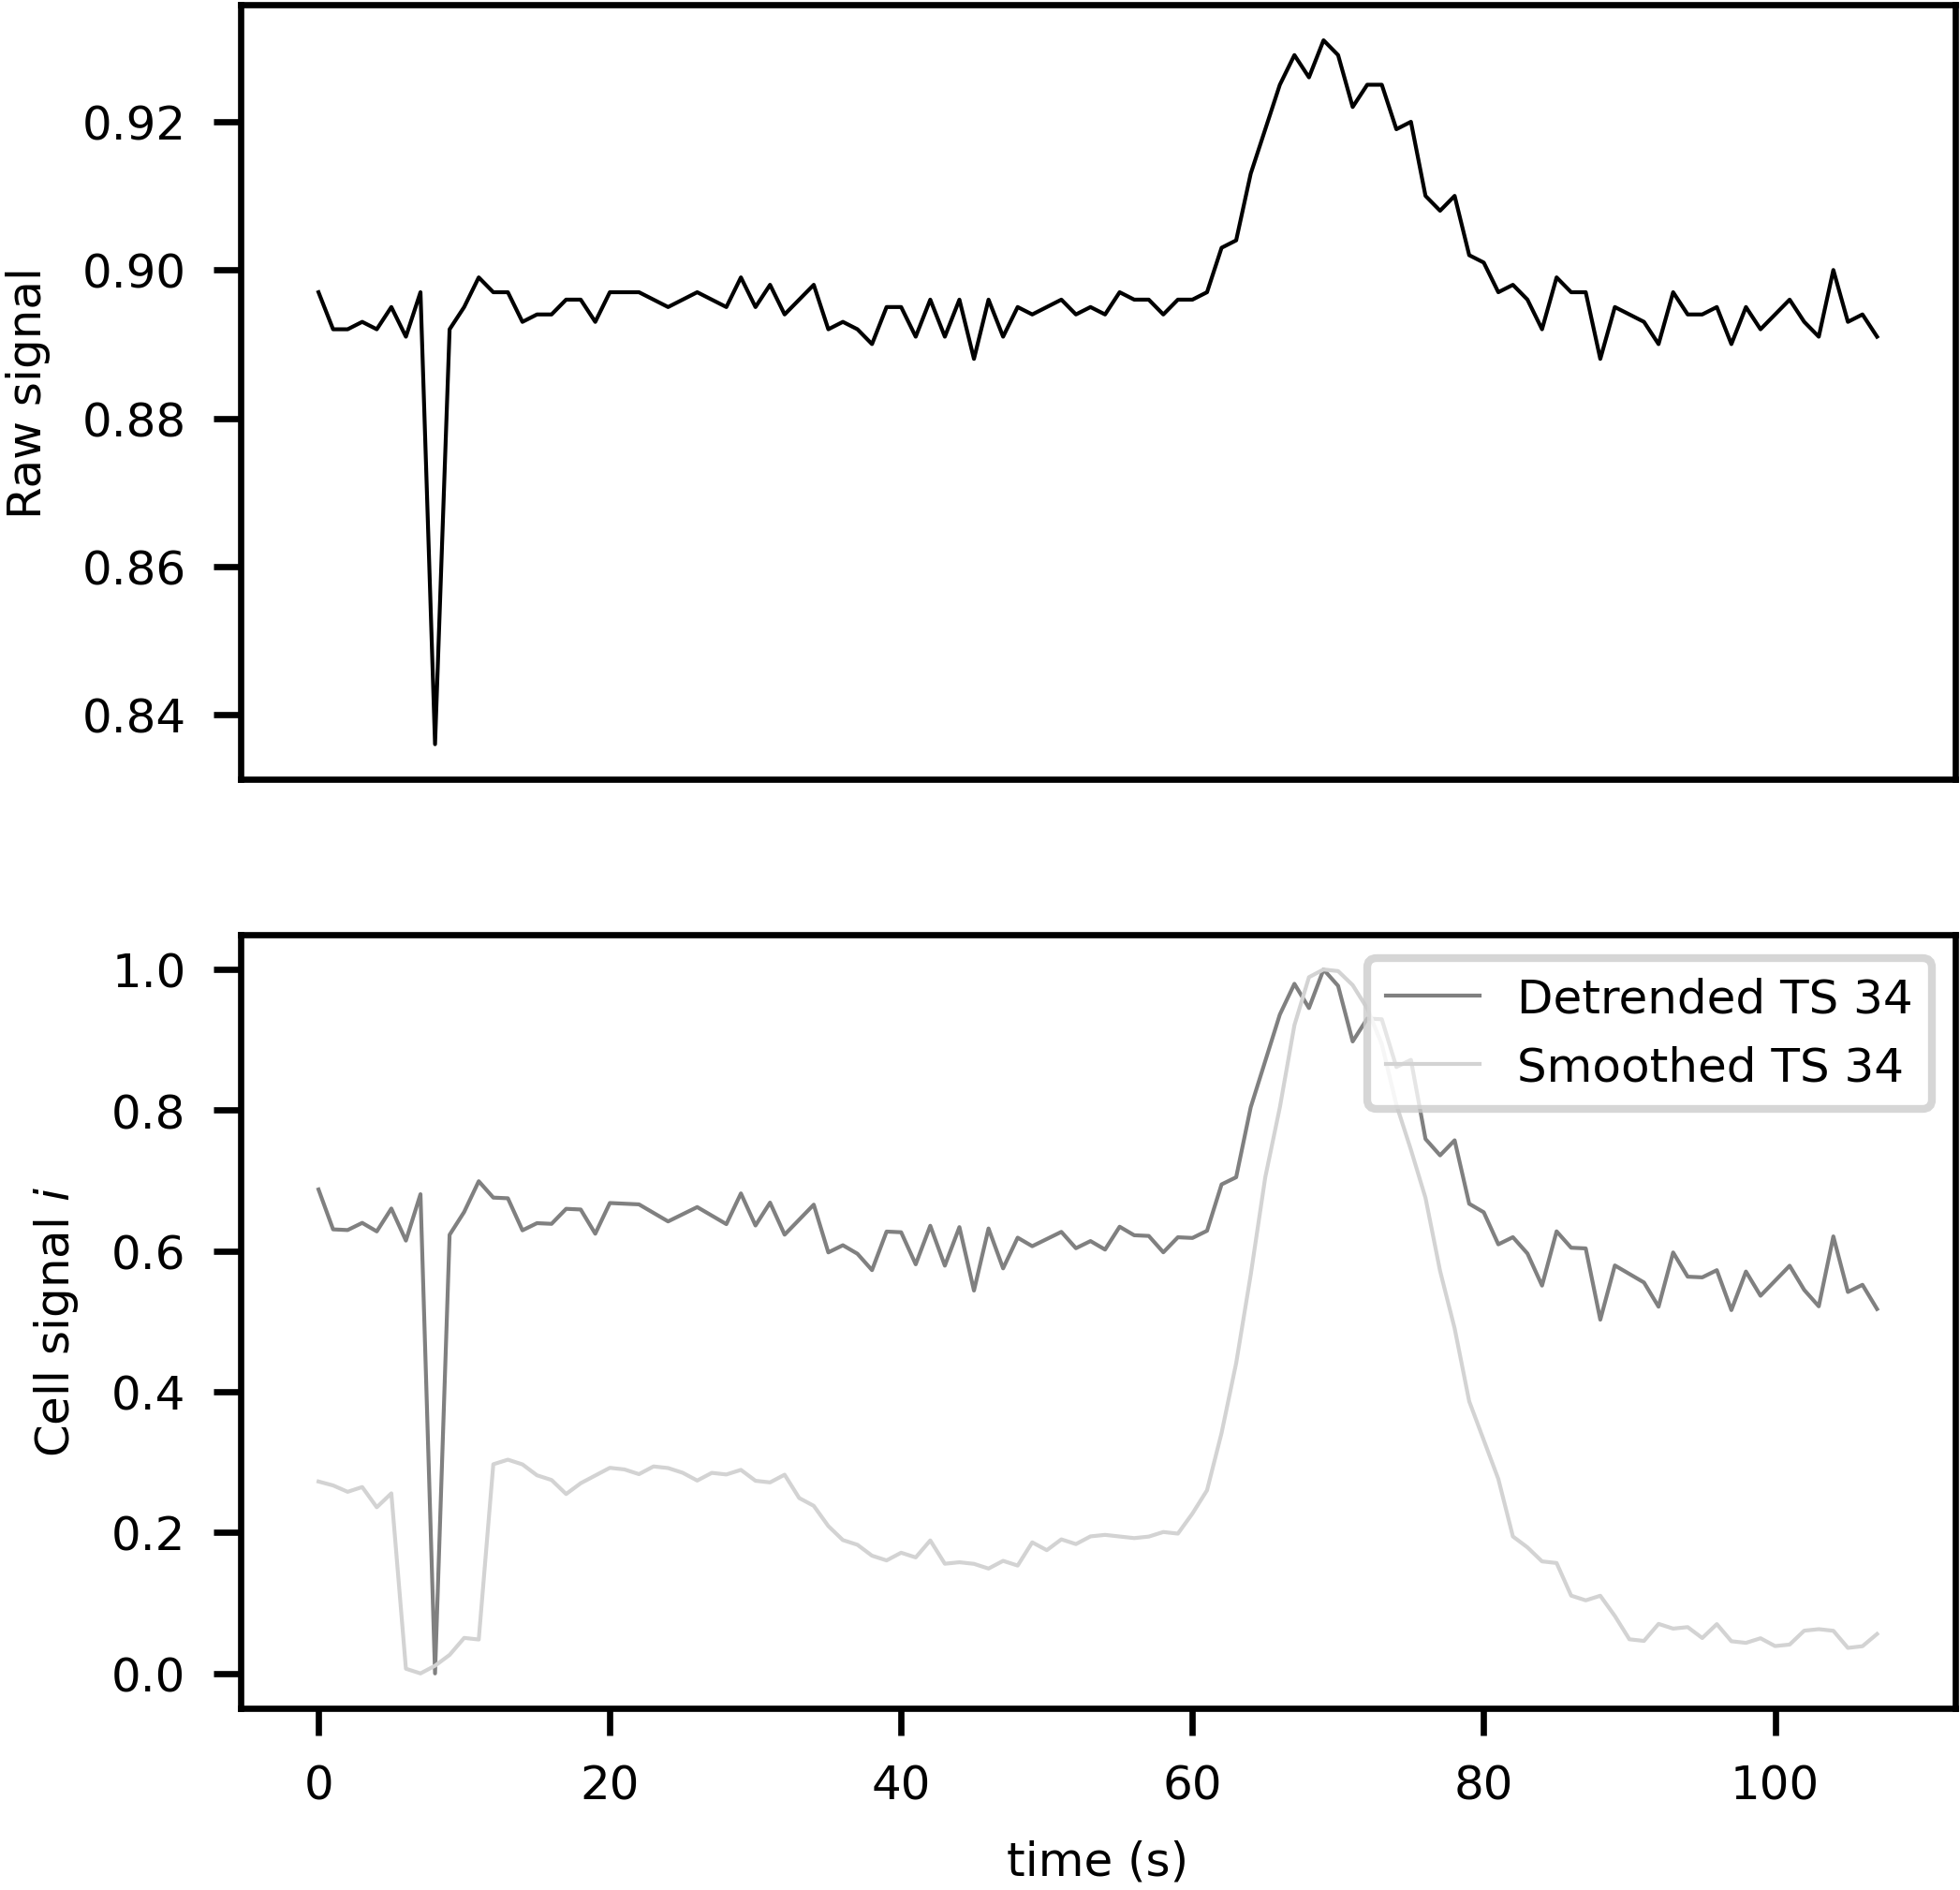 Raw signal
0.92
0.90
0.88
0.86
0.84
Cell signal i
1.0
0.8
0.6
0.4
0.2
0.0
Detrended TS 34
Smoothed TS 34
0 20 40 60 80 100
time (s)